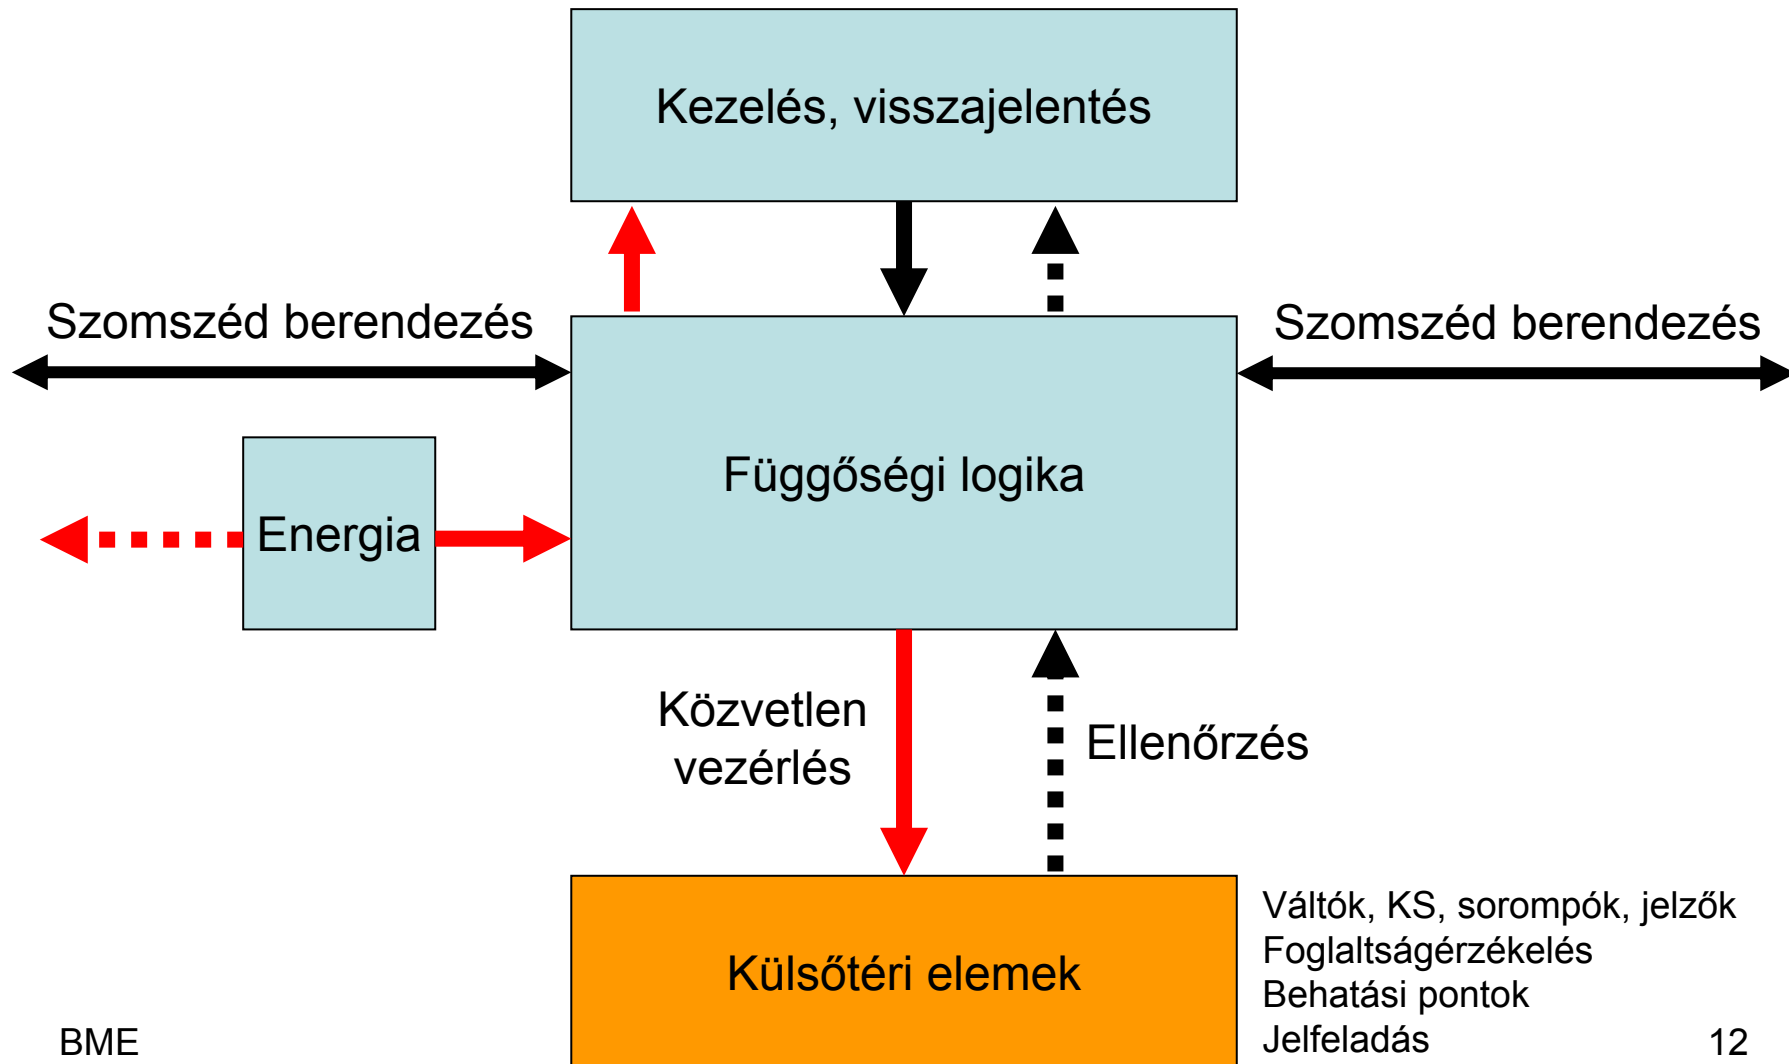 Kezelés, visszajelentés
Szomszéd berendezés
Szomszéd berendezés
Függőségi logika
Energia
Közvetlen
vezérlés
Ellenőrzés
Külsőtéri elemek
Váltók, KS, sorompók, jelzők
Foglaltságérzékelés
Behatási pontok
Jelfeladás
BME
12